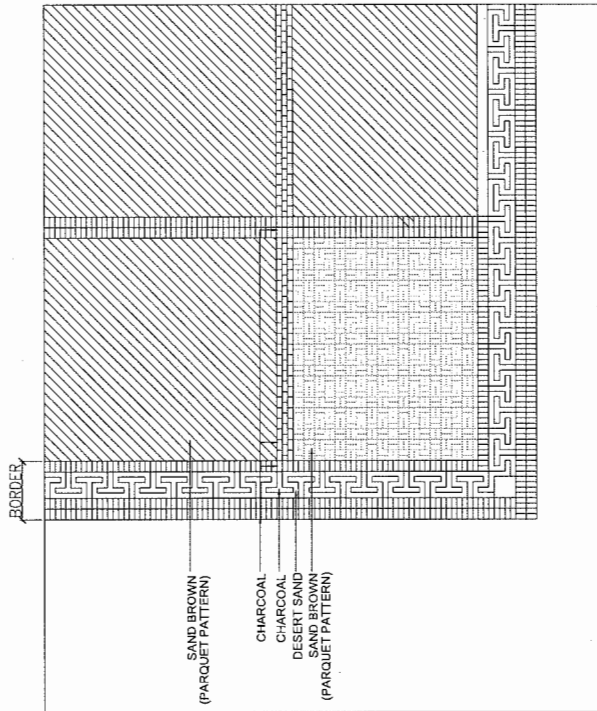 BORDER
SAND BROWN
(PARQUET PATTERN)
CHARCOAL
CHARCOAL
DESERT SAND
SAND BROWN
(PARQUET PATTERN)